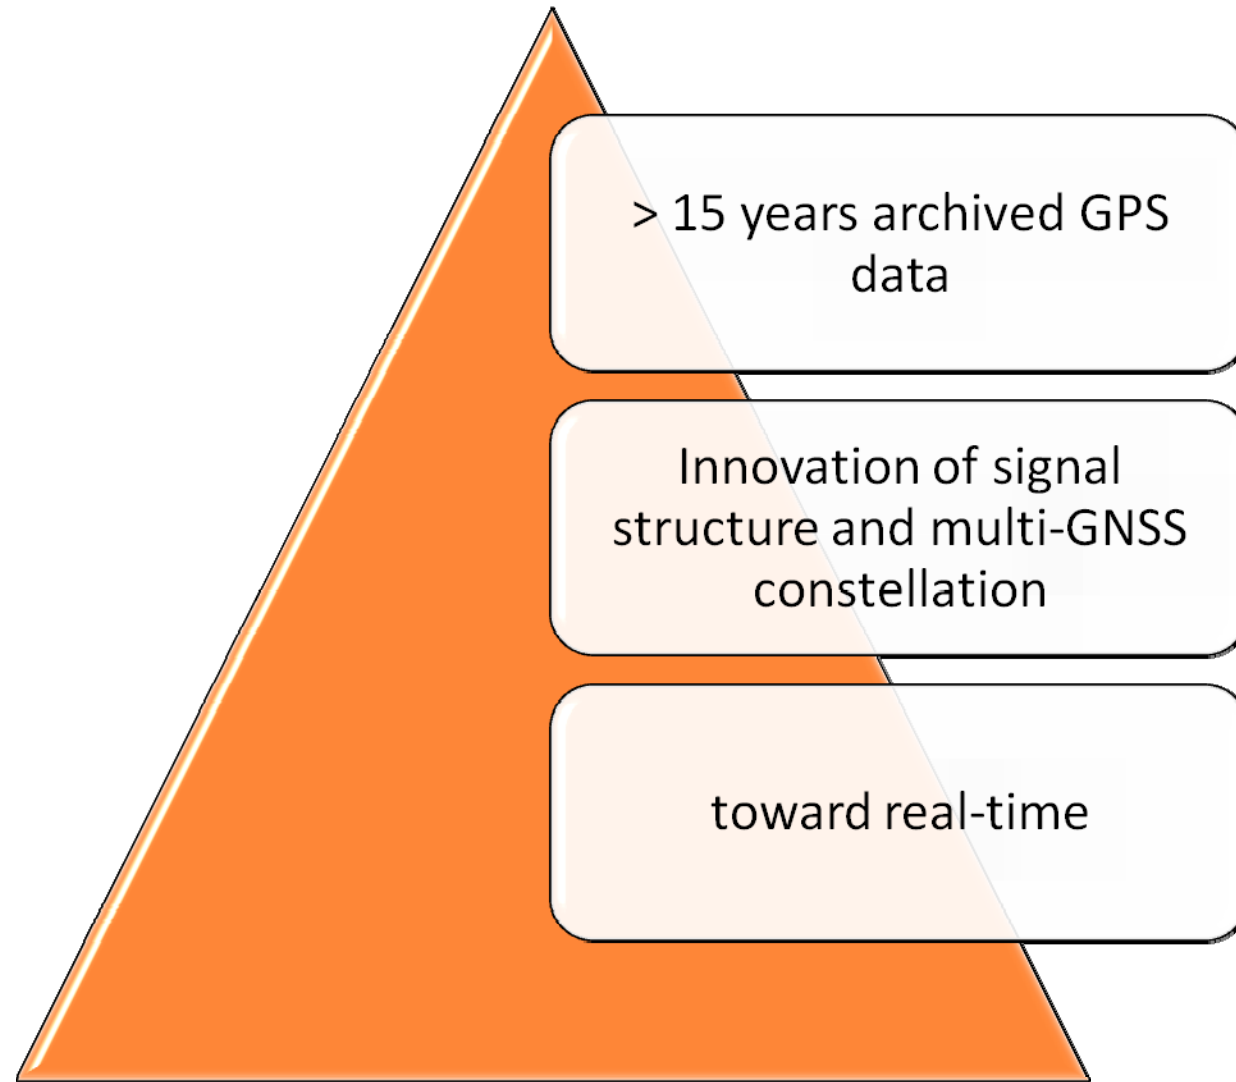 > 15 years archived GPS
data
Innovation of signal
structure and multi-GNSS
constellation
toward real-time